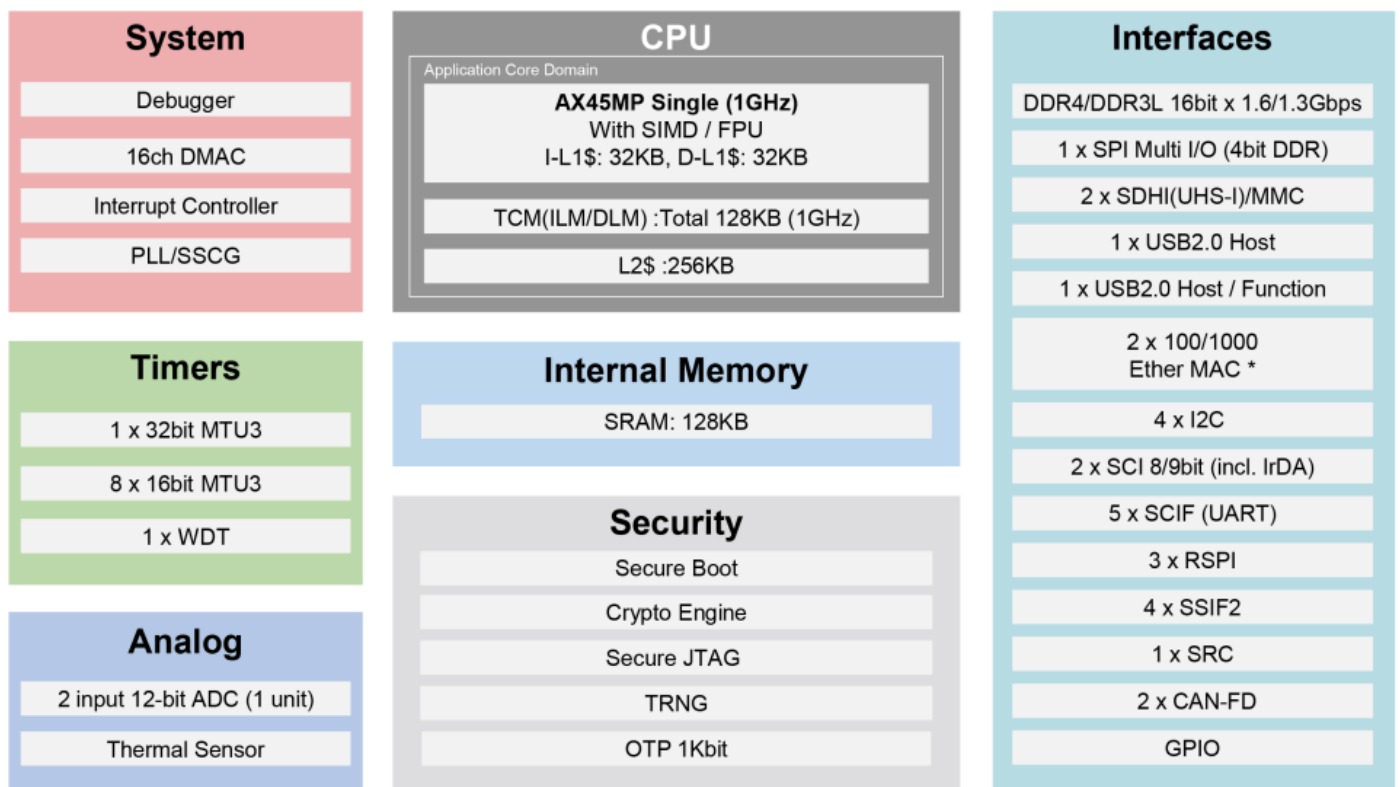 System
Debugger
16ch DMAC
Interrupt Controller
PLL/SSCG
Timers
1 x 32bit MTU3
8 x 16bit MTU3
1 x WDT
Analog
2 input 12-bit ADC (1 unit)
Thermal Sensor
CPU
Application Core Domain
AX45MP Single (1GHz)
With SIMD / FPU
I-L1$: 32KB, D-L1$: 32KB
TCM(ILM/DLM) :Total 128KB (1GHz)
L2$ :256KB
Internal Memory
SRAM: 128KB
Security
Secure Boot
Crypto Engine
Secure JTAG
TRNG
OTP 1Kbit
Interfaces
DDR4/DDR3L 16bit x 1.6/1.3Gbps
1 x SPI Multi I/O (4bit DDR)
2 x SDHI(UHS-I)/MMC
1 x USB2.0 Host
1 x USB2.0 Host / Function
2 x 100/1000
Ether MAC *
4 x I2C
2 x SCI 8/9bit (incl. IrDA)
5 x SCIF (UART)
3 x RSPI
4 x SSIF2
1 x SRC
2 x CAN-FD
GPIO